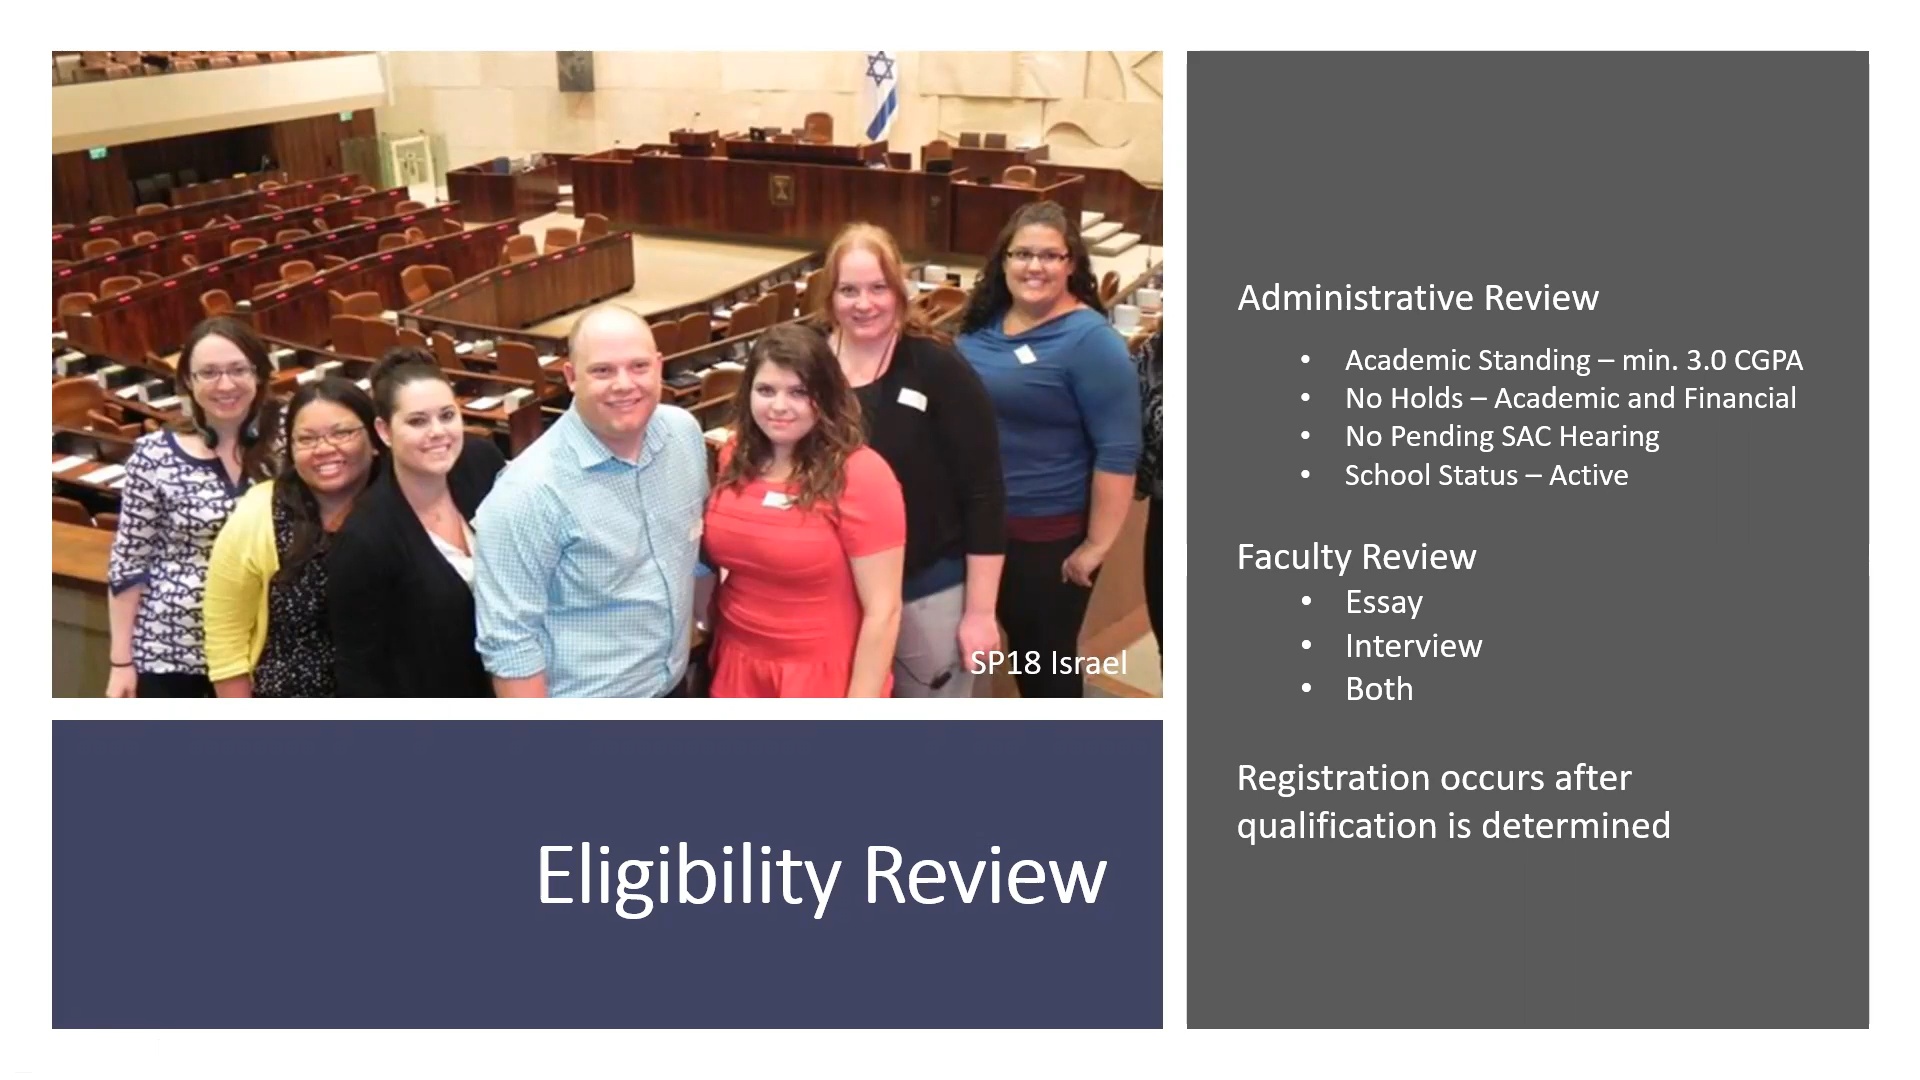 SP18 Israel
Eligibility Review
Administrative Review
• Academic Standing – min. 3.0 CGPA
• No Holds – Academic and Financial
• No Pending SAC Hearing
• School Status – Active
Faculty Review
• Essay
• Interview
• Both
Registration occurs after
qualification is determined